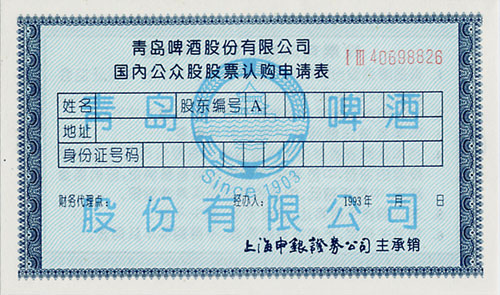 青岛啤酒股份有限公司
I III 40698826
国内公众股股票认购申请表
姓名 股东编号 A
地址
身份证号码
青岛啤酒
Since 1903
财务代理点： 经办人： 1993年 月 日
股份有限公司
上海申银證券公司 主承销